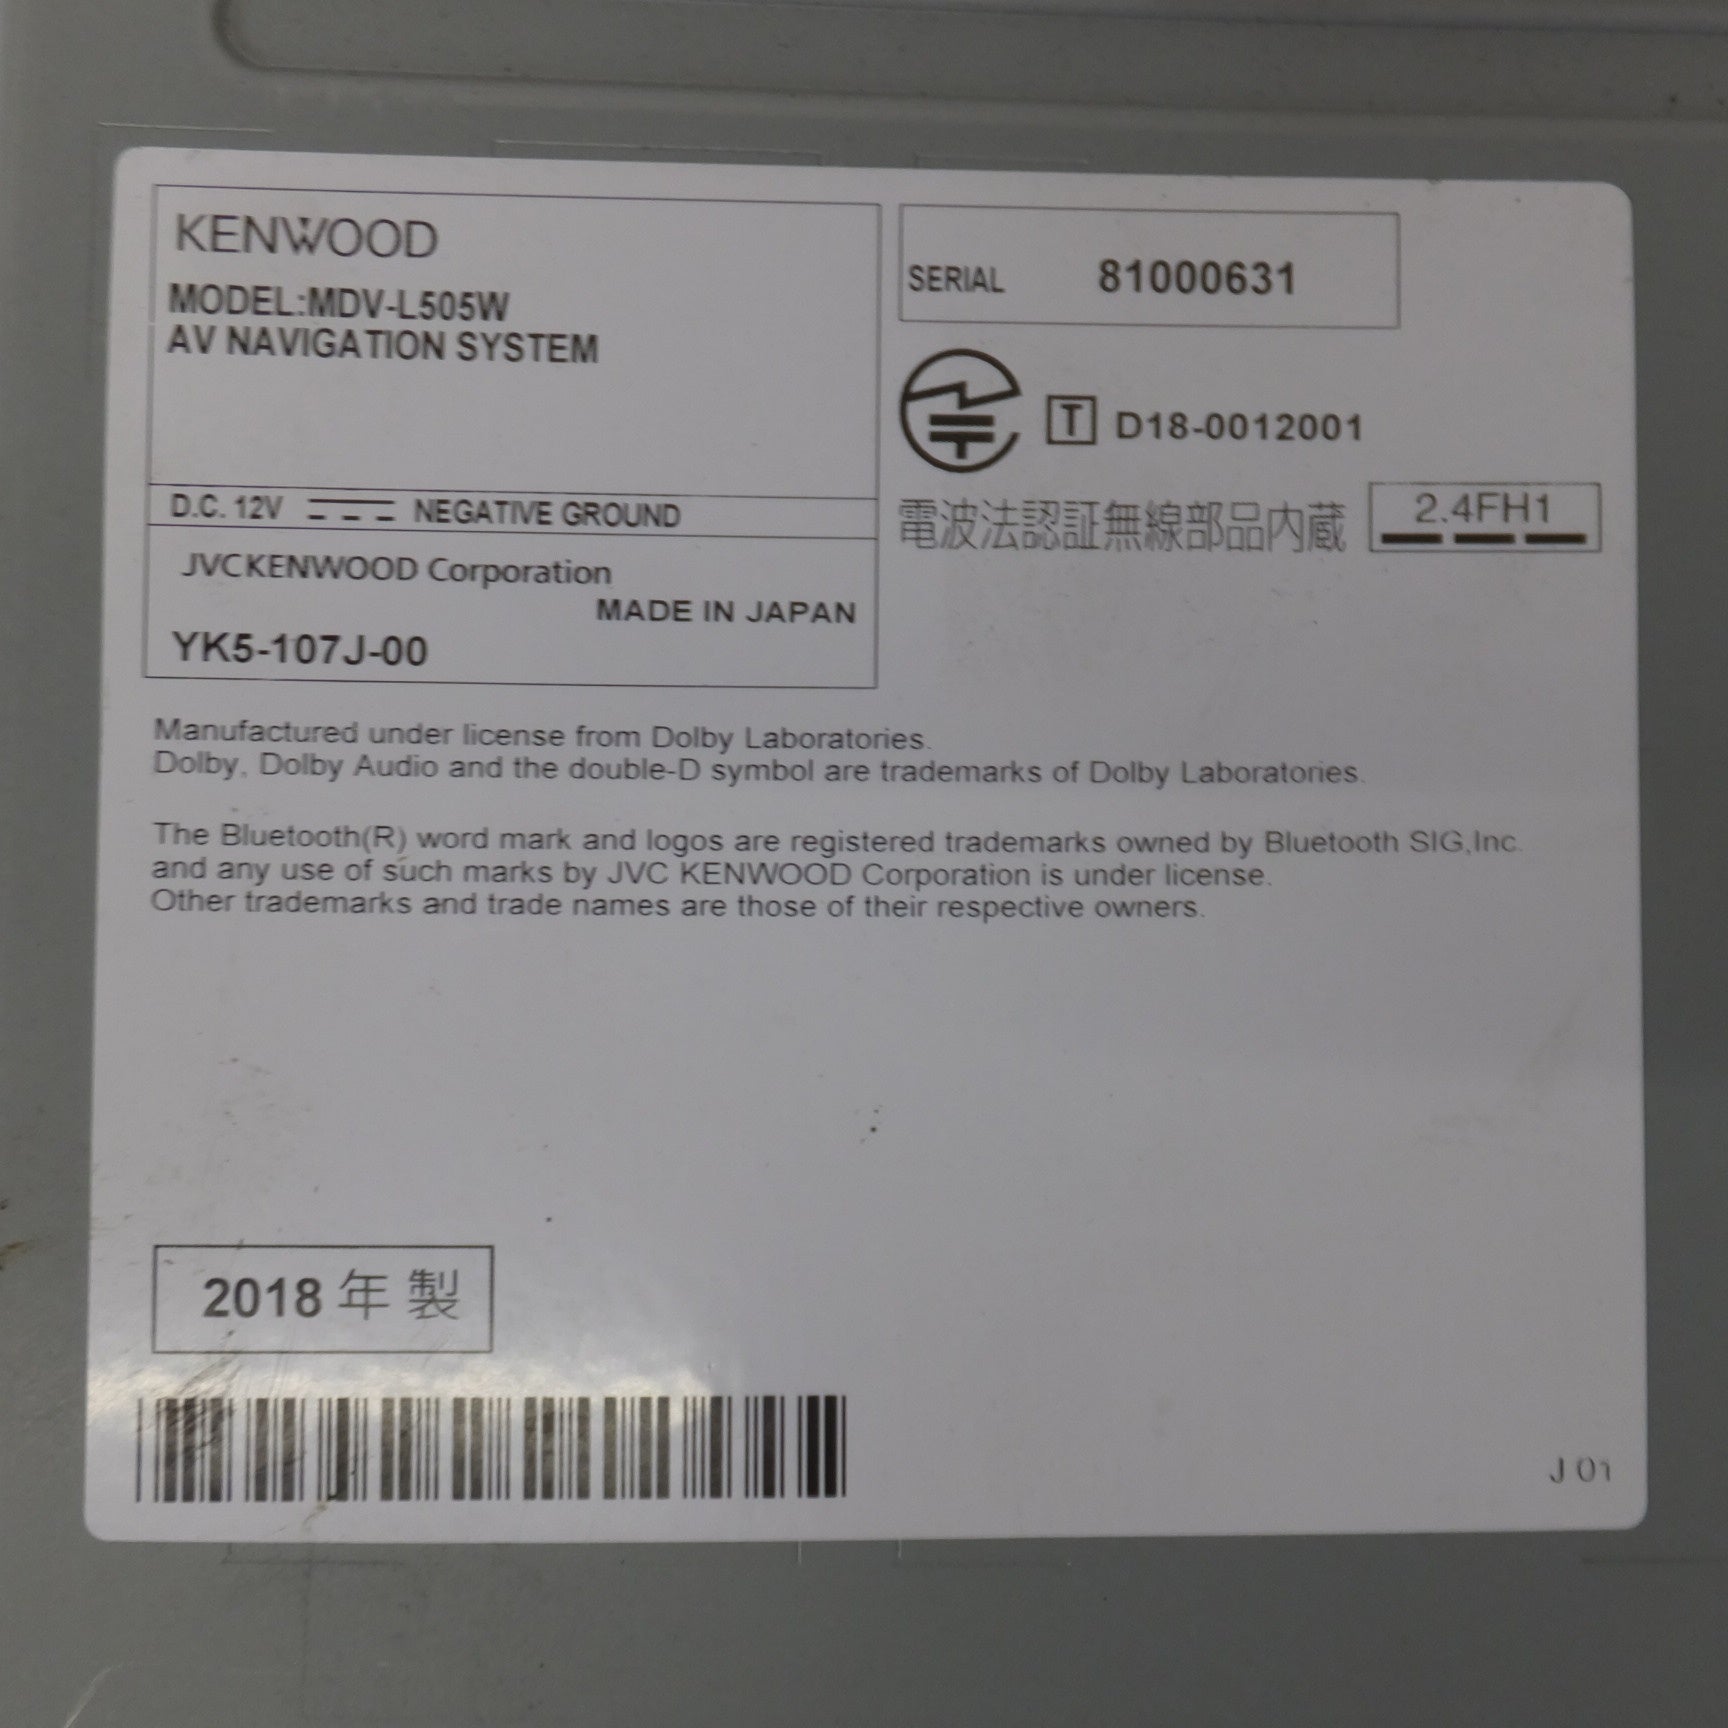 KENWOOD
MODEL:MDV-L505W
AV NAVIGATION SYSTEM
D.C. 12V NEGATIVE GROUND
JVCKENWOOD Corporation
MADE IN JAPAN
YK5-107J-00
SERIAL 81000631
T D18-0012001
電波法認証無線部品内蔵 2.4FH1
Manufactured under license from Dolby Laboratories.
Dolby, Dolby Audio and the double-D symbol are trademarks of Dolby Laboratories.
The Bluetooth(R) word mark and logos are registered trademarks owned by Bluetooth SIG,Inc.
and any use of such marks by JVC KENWOOD Corporation is under license.
Other trademarks and trade names are those of their respective owners.
2018 年 製
J 01